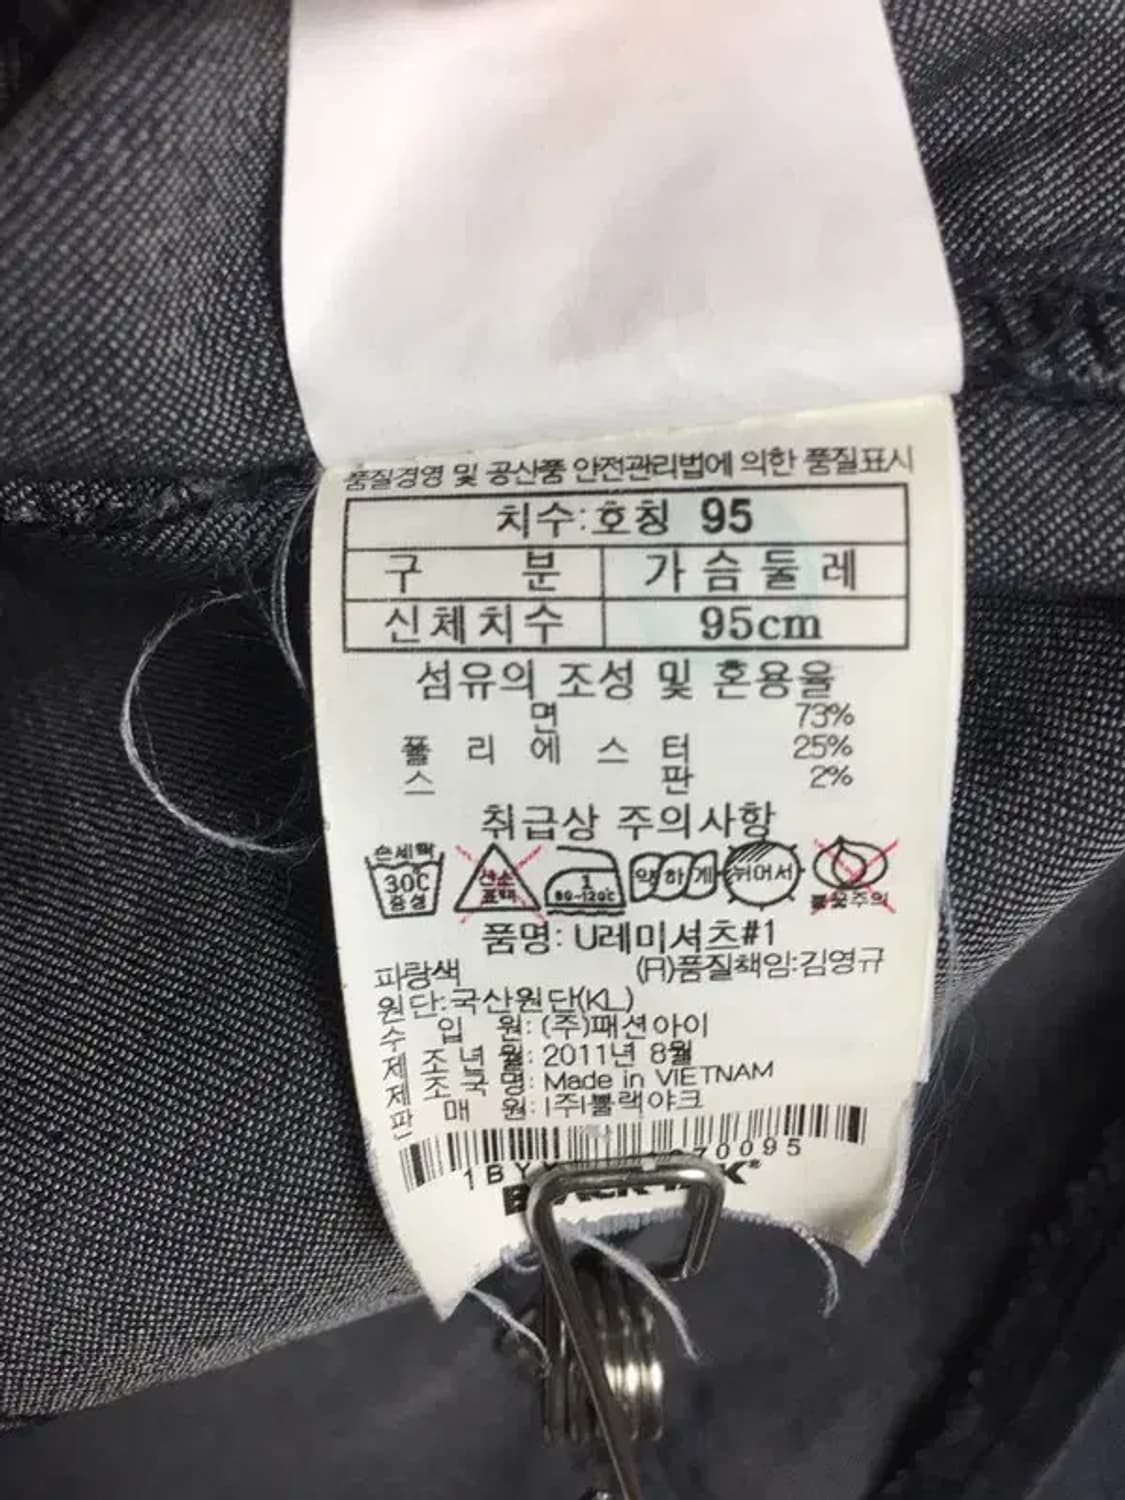 품질경영 및 공산품 안전관리법에 의한 품질표시
치수:호칭 95
구 분 가슴둘레
신체치수 95cm
섬유의 조성 및 혼용율
면 73%
폴리에스터 25%
스판 2%
취급상 주의사항
손세탁 30℃ 중성
산소 표백
1 80-120℃
약하게
뉘어서
불꽃주의
품명: U레미셔츠#1
파랑색 (R)품질책임:김영규
원단:국산원단(KL)
수 입 원: (주)패션아이
제 조 년 월: 2011년 8월
제 조 국 명: Made in VIETNAM
판 매 원: (주)블랙야크